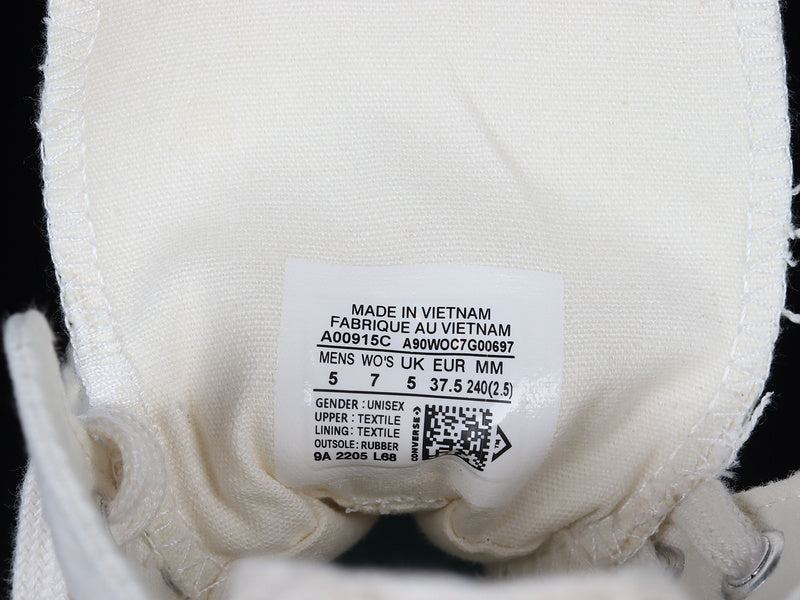 MADE IN VIETNAM
FABRIQUE AU VIETNAM
A00915C A90WOC7G00697
MENS WO'S UK EUR MM
5 7 5 37.5 240(2.5)
GENDER : UNISEX
UPPER : TEXTILE
LINING: TEXTILE
OUTSOLE: RUBBER
9A 2205 L68
CONVERSE
TM